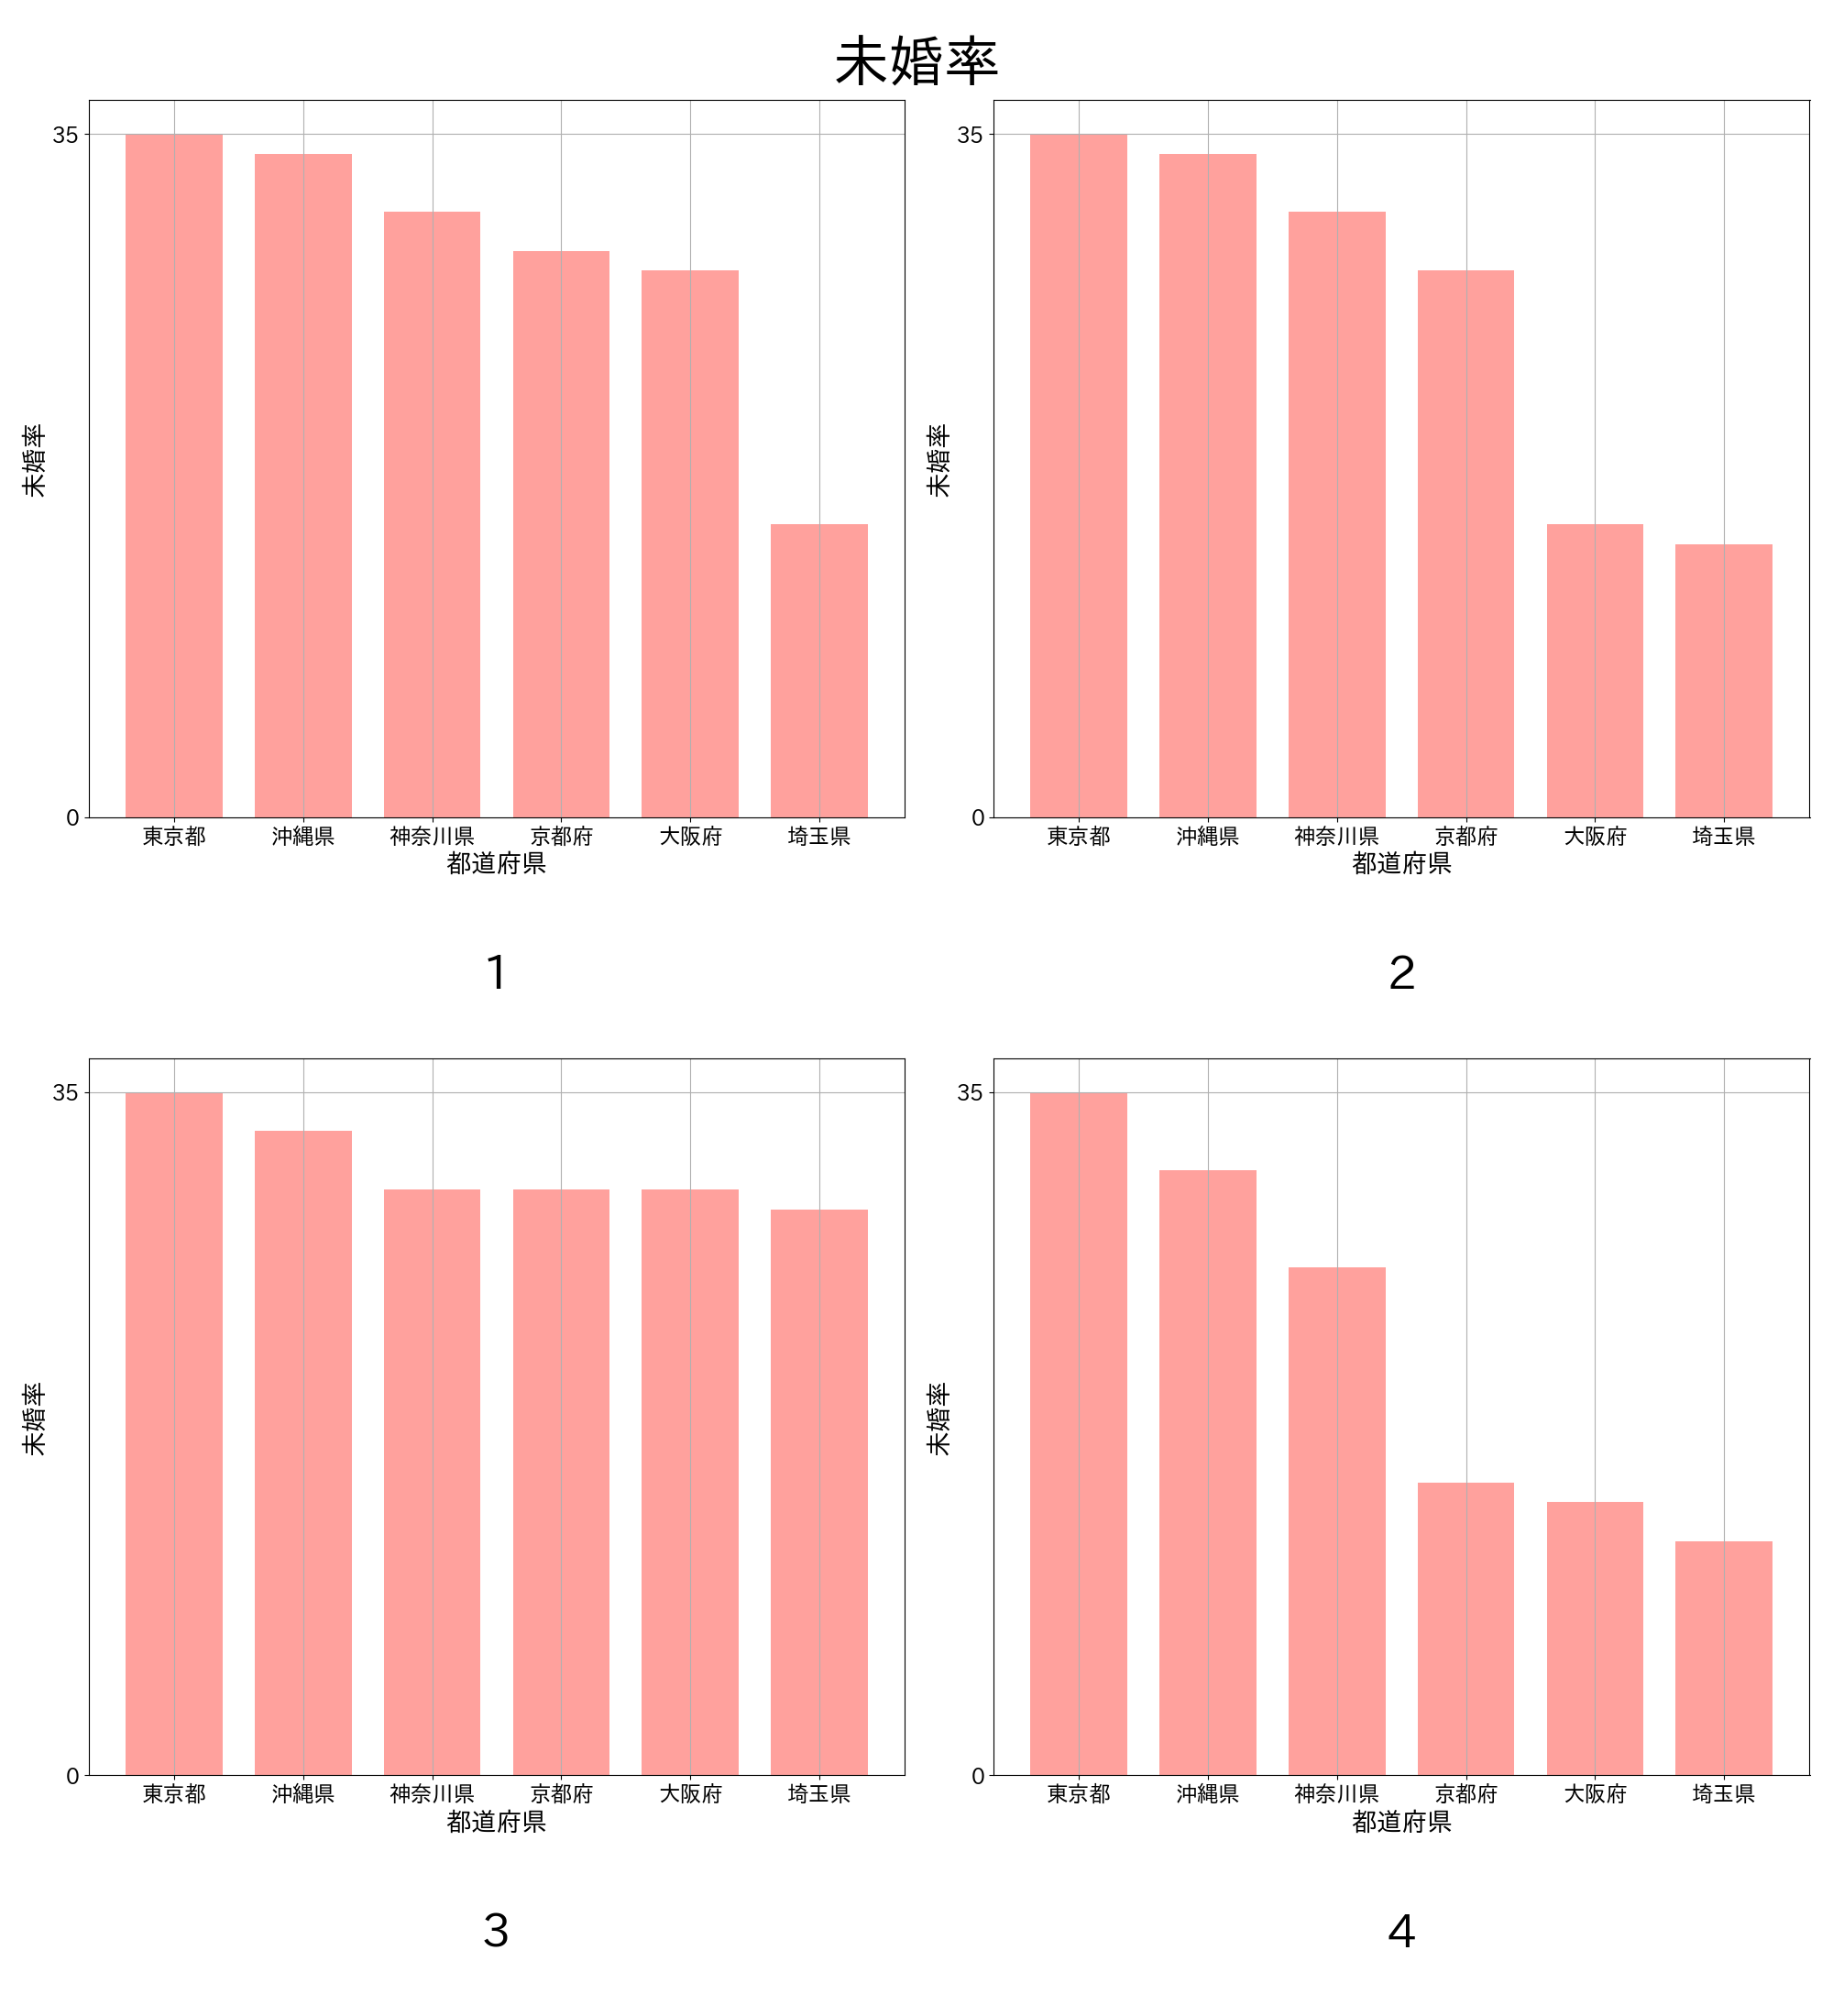 未婚率
35
0
未婚率
東京都 沖縄県 神奈川県 京都府 大阪府 埼玉県
都道府県
1
35
0
未婚率
東京都 沖縄県 神奈川県 京都府 大阪府 埼玉県
都道府県
2
35
0
未婚率
東京都 沖縄県 神奈川県 京都府 大阪府 埼玉県
都道府県
3
35
0
未婚率
東京都 沖縄県 神奈川県 京都府 大阪府 埼玉県
都道府県
4